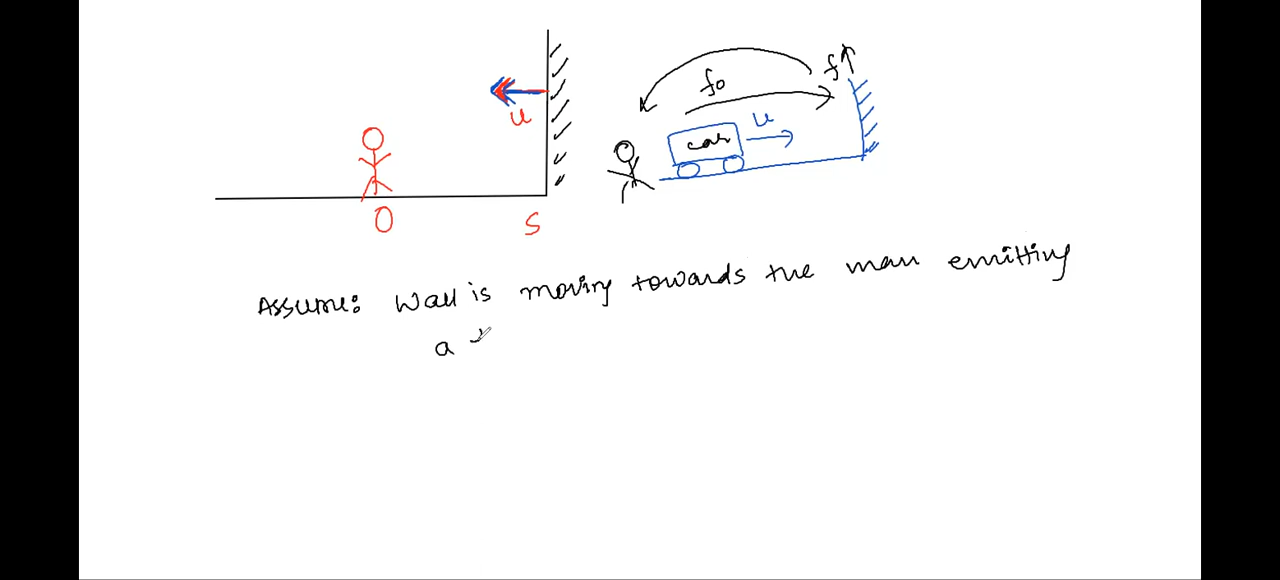 f↑
f₀
u
u
car
O
S
Assume: Wall is moving towards the man emitting
a